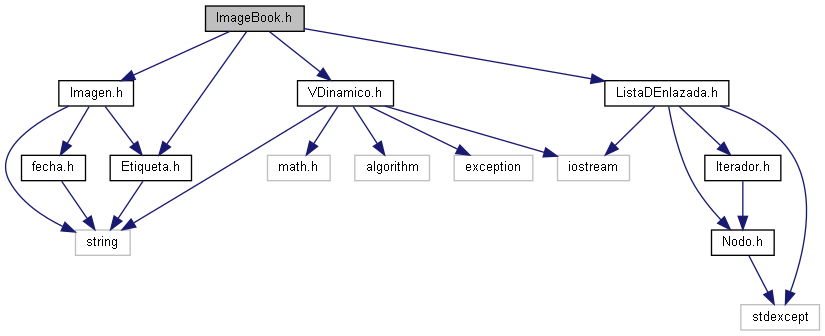 ImageBook.h
Imagen.h
VDinamico.h
ListaDEnlazada.h
fecha.h
Etiqueta.h
math.h
algorithm
exception
iostream
Iterador.h
string
Nodo.h
stdexcept